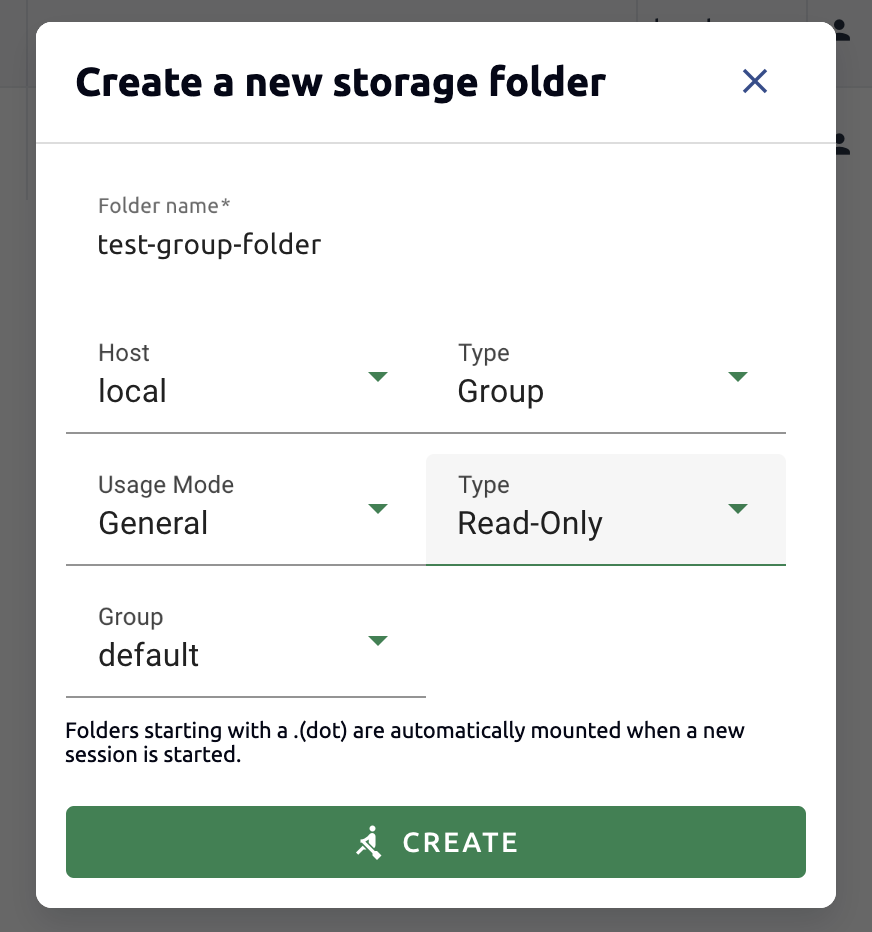 Create a new storage folder
Folder name*
test-group-folder
Host
local
Type
Group
Usage Mode
General
Type
Read-Only
Group
default
Folders starting with a .(dot) are automatically mounted when a new
session is started.
CREATE